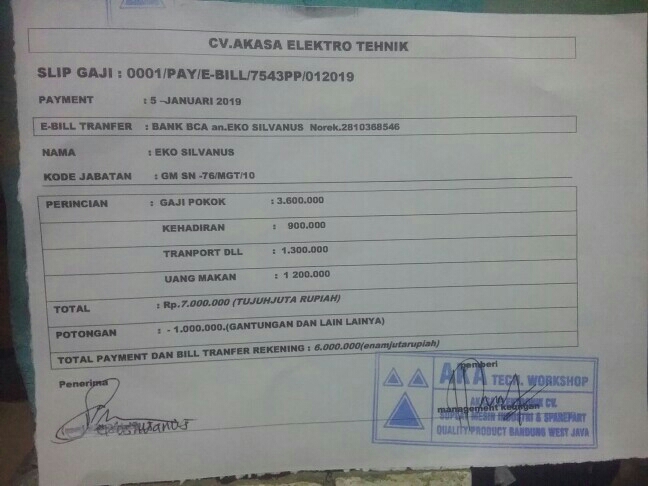 CV.AKASA ELEKTRO TEHNIK
SLIP GAJI : 0001/PAY/E-BILL/7543PP/012019
PAYMENT : 5 -JANUARI 2019
E-BILL TRANFER : BANK BCA an.EKO SILVANUS Norek.2810368546
NAMA : EKO SILVANUS
KODE JABATAN : GM SN -76/MGT/10
PERINCIAN : GAJI POKOK : 3.600.000
KEHADIRAN : 900.000
TRANPORT DLL : 1.300.000
UANG MAKAN : 1 200.000
TOTAL : Rp.7.000.000 (TUJUHJUTA RUPIAH)
POTONGAN : - 1.000.000.(GANTUNGAN DAN LAIN LAINYA)
TOTAL PAYMENT DAN BILL TRANFER REKENING : 6.000.000(enamjutarupiah)
Penerima
pemberi
AKA TECH. WORKSHOP
management keuangan
CV.
SUPER MESIN INDUSTRI & SPAREPART
QUALITY PRODUCT BANDUNG WEST JAVA